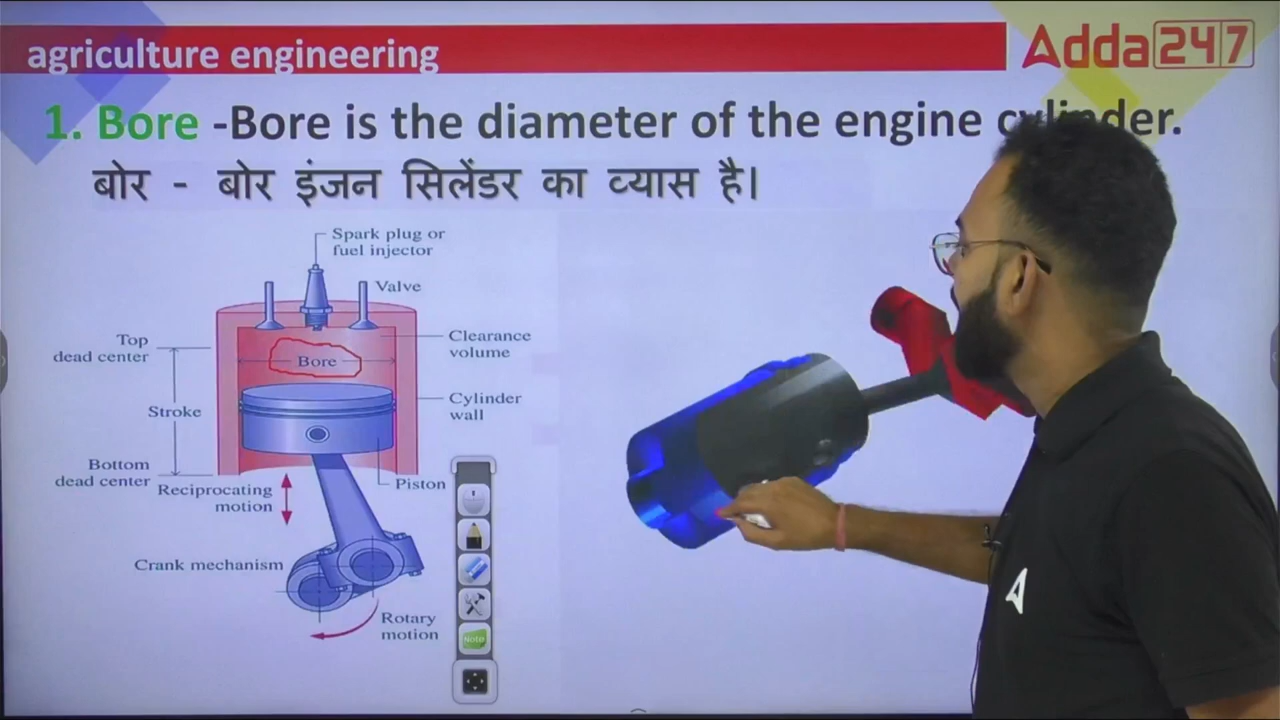 agriculture engineering
Adda247
1. Bore -Bore is the diameter of the engine cylinder.
बोर - बोर इंजन सिलेंडर का व्यास है।
Spark plug or
fuel injector
Valve
Top
dead center
Clearance
volume
Bore
Stroke
Cylinder
wall
Bottom
dead center
Reciprocating
motion
Piston
Crank mechanism
Rotary
motion
Note